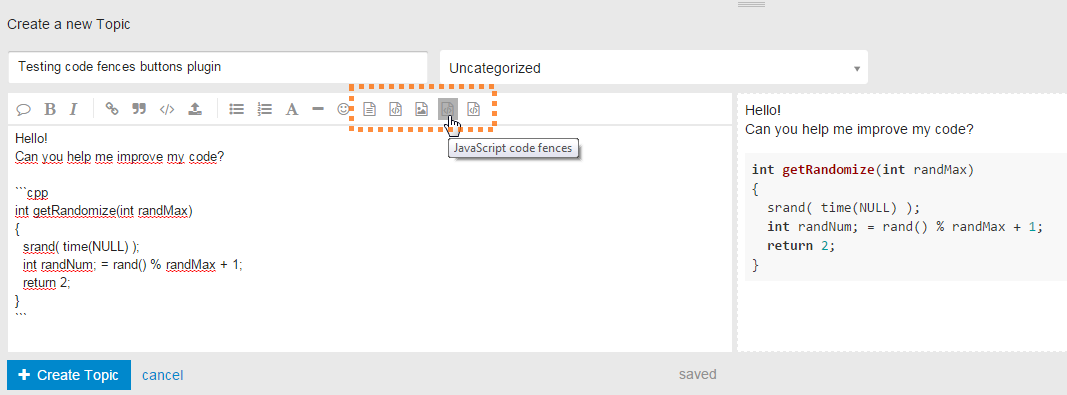 Create a new Topic
Testing code fences buttons plugin
Uncategorized
B I A
Hello!
Can you help me improve my code?
```cpp
int getRandomize(int randMax)
{
  srand( time(NULL) );
  int randNum; = rand() % randMax + 1;
  return 2;
}
```
JavaScript code fences
Hello!
Can you help me improve my code?
int getRandomize(int randMax)
{
  srand( time(NULL) );
  int randNum; = rand() % randMax + 1;
  return 2;
}
+ Create Topic
cancel
saved